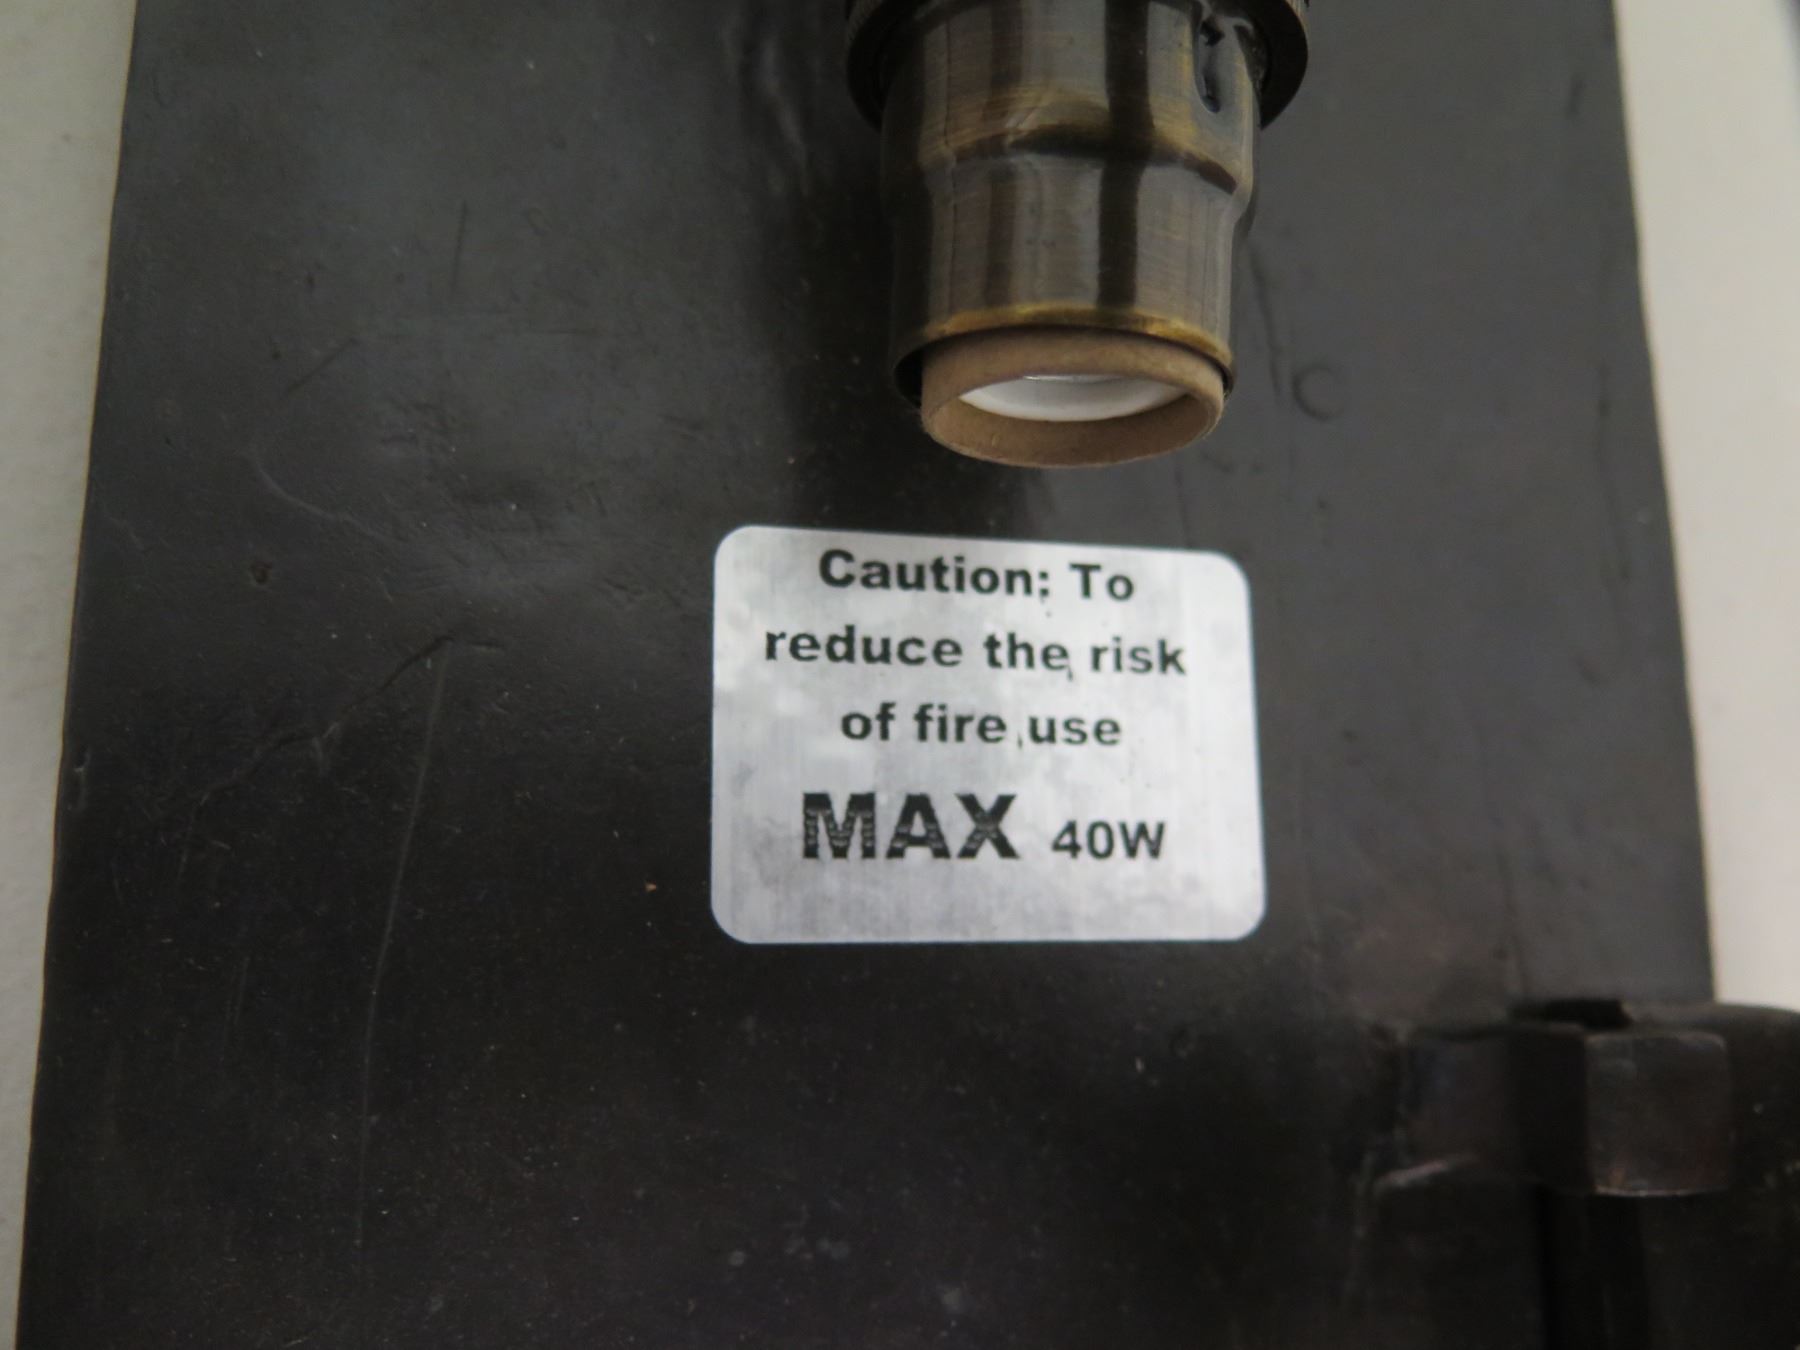 Caution: To
reduce the risk
of fire use
MAX 40W